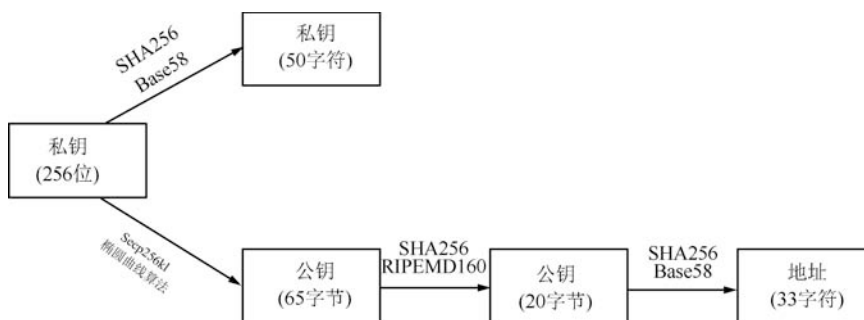 私钥
(50字符)
SHA256
Base58
私钥
(256位)
Secp256kl
椭圆曲线算法
公钥
(65字节)
SHA256
RIPEMD160
公钥
(20字节)
SHA256
Base58
地址
(33字符)